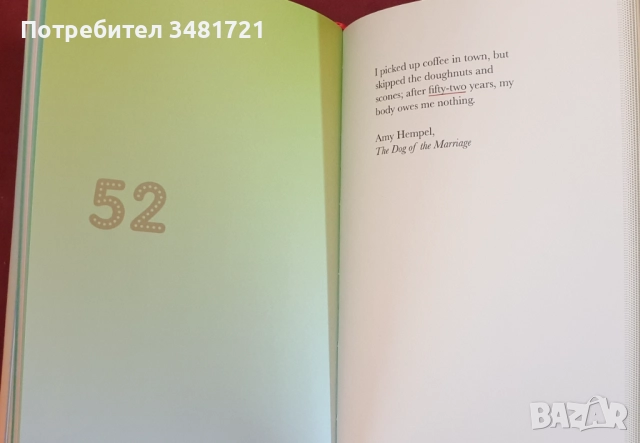 Потребител 3481721
52
I picked up coffee in town, but
skipped the doughnuts and
scones; after fifty-two years, my
body owes me nothing.
Amy Hempel,
The Dog of the Marriage
BAZAR